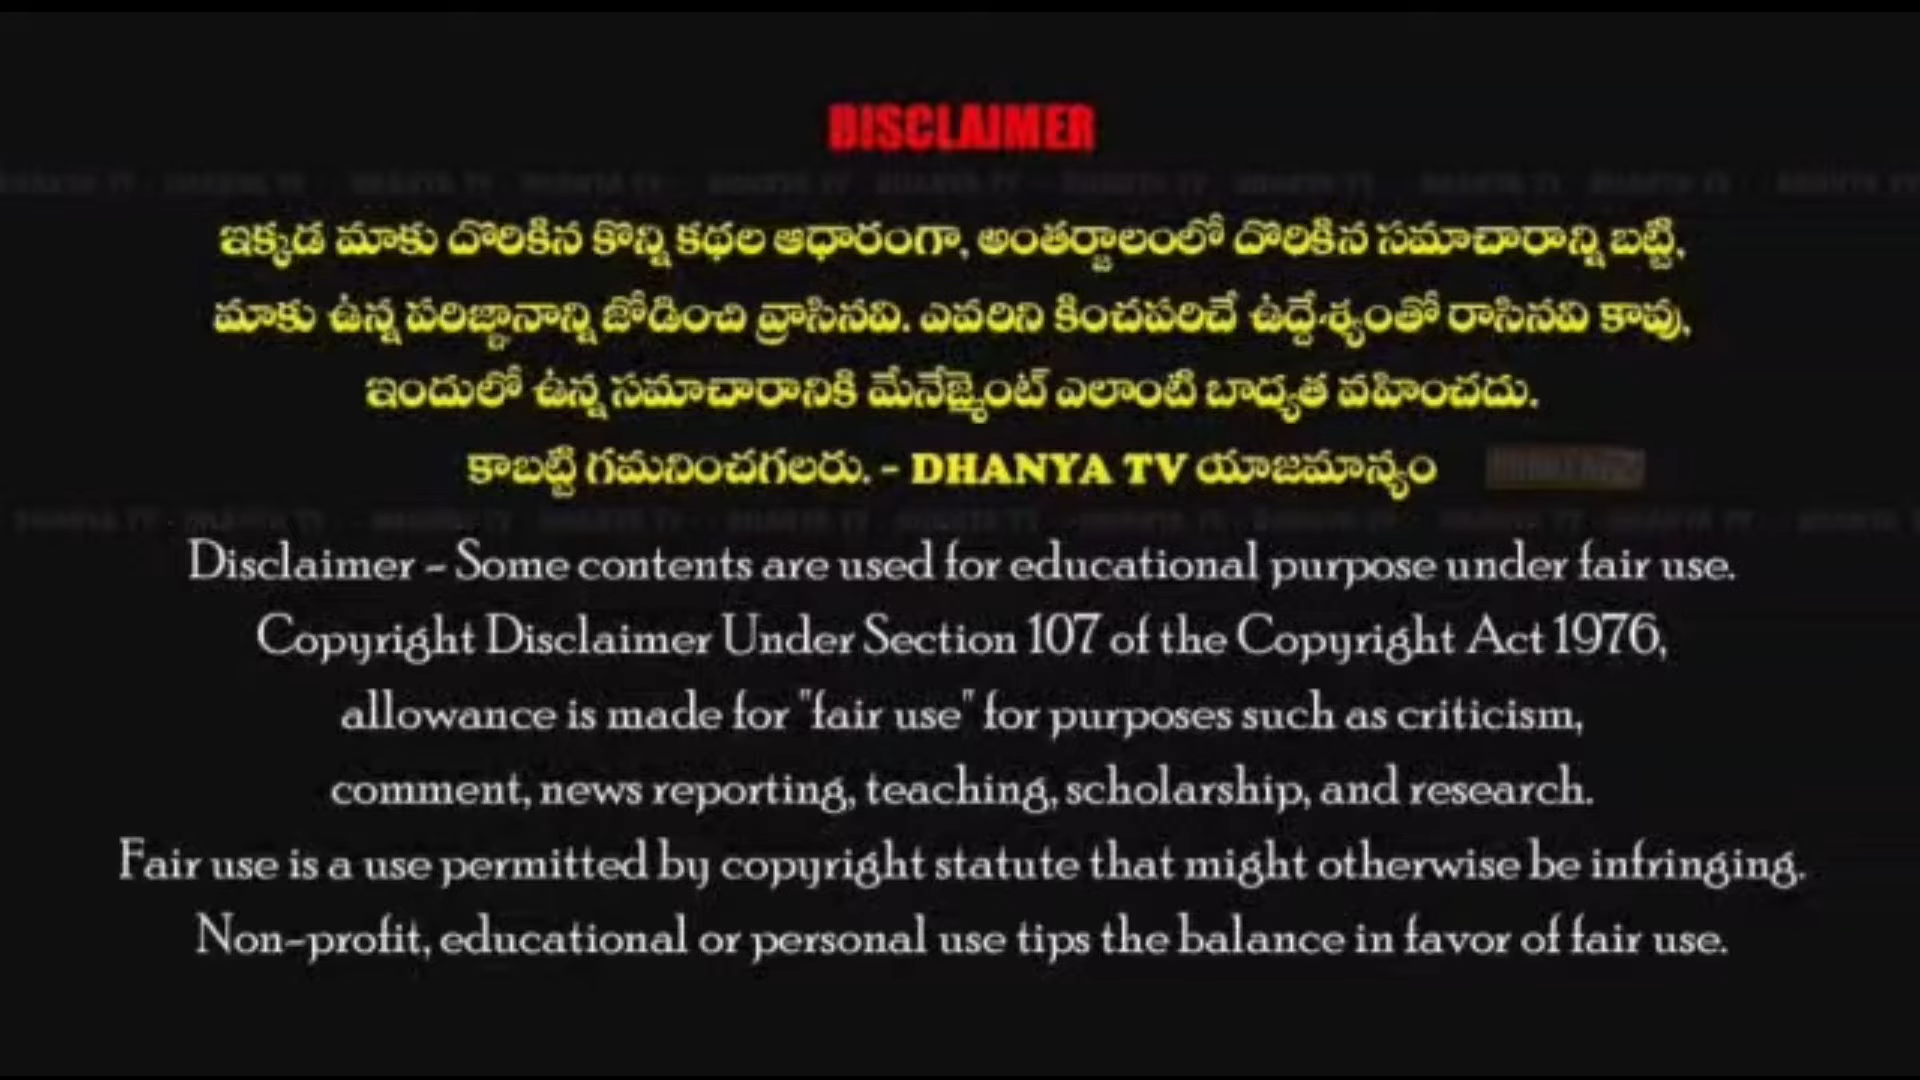 DISCLAIMER
ఇక్కడ మాకు దొరికిన కొన్ని కథల ఆధారంగా, అంతర్జాలంలో దొరికిన సమాచారాన్ని బట్టి,
మాకు ఉన్న పరిజ్ఞానాన్ని జోడించి వ్రాసినవి. ఎవరిని కించపరిచే ఉద్దేశ్యంతో రాసినవి కావు,
ఇందులో ఉన్న సమాచారానికి మేనేజ్మెంట్ ఎలాంటి బాద్యత వహించదు.
కాబట్టి గమనించగలరు. - DHANYA TV యాజమాన్యం
Disclaimer - Some contents are used for educational purpose under fair use.
Copyright Disclaimer Under Section 107 of the Copyright Act 1976,
allowance is made for "fair use" for purposes such as criticism,
comment, news reporting, teaching, scholarship, and research.
Fair use is a use permitted by copyright statute that might otherwise be infringing.
Non-profit, educational or personal use tips the balance in favor of fair use.